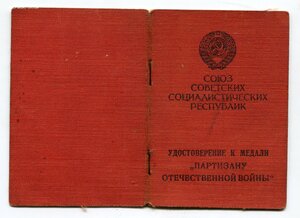 СОЮЗ
СОВЕТСКИХ
СОЦИАЛИСТИЧЕСКИХ
РЕСПУБЛИК
УДОСТОВЕРЕНИЕ К МЕДАЛИ
„ПАРТИЗАНУ
ОТЕЧЕСТВЕННОЙ ВОЙНЫ"